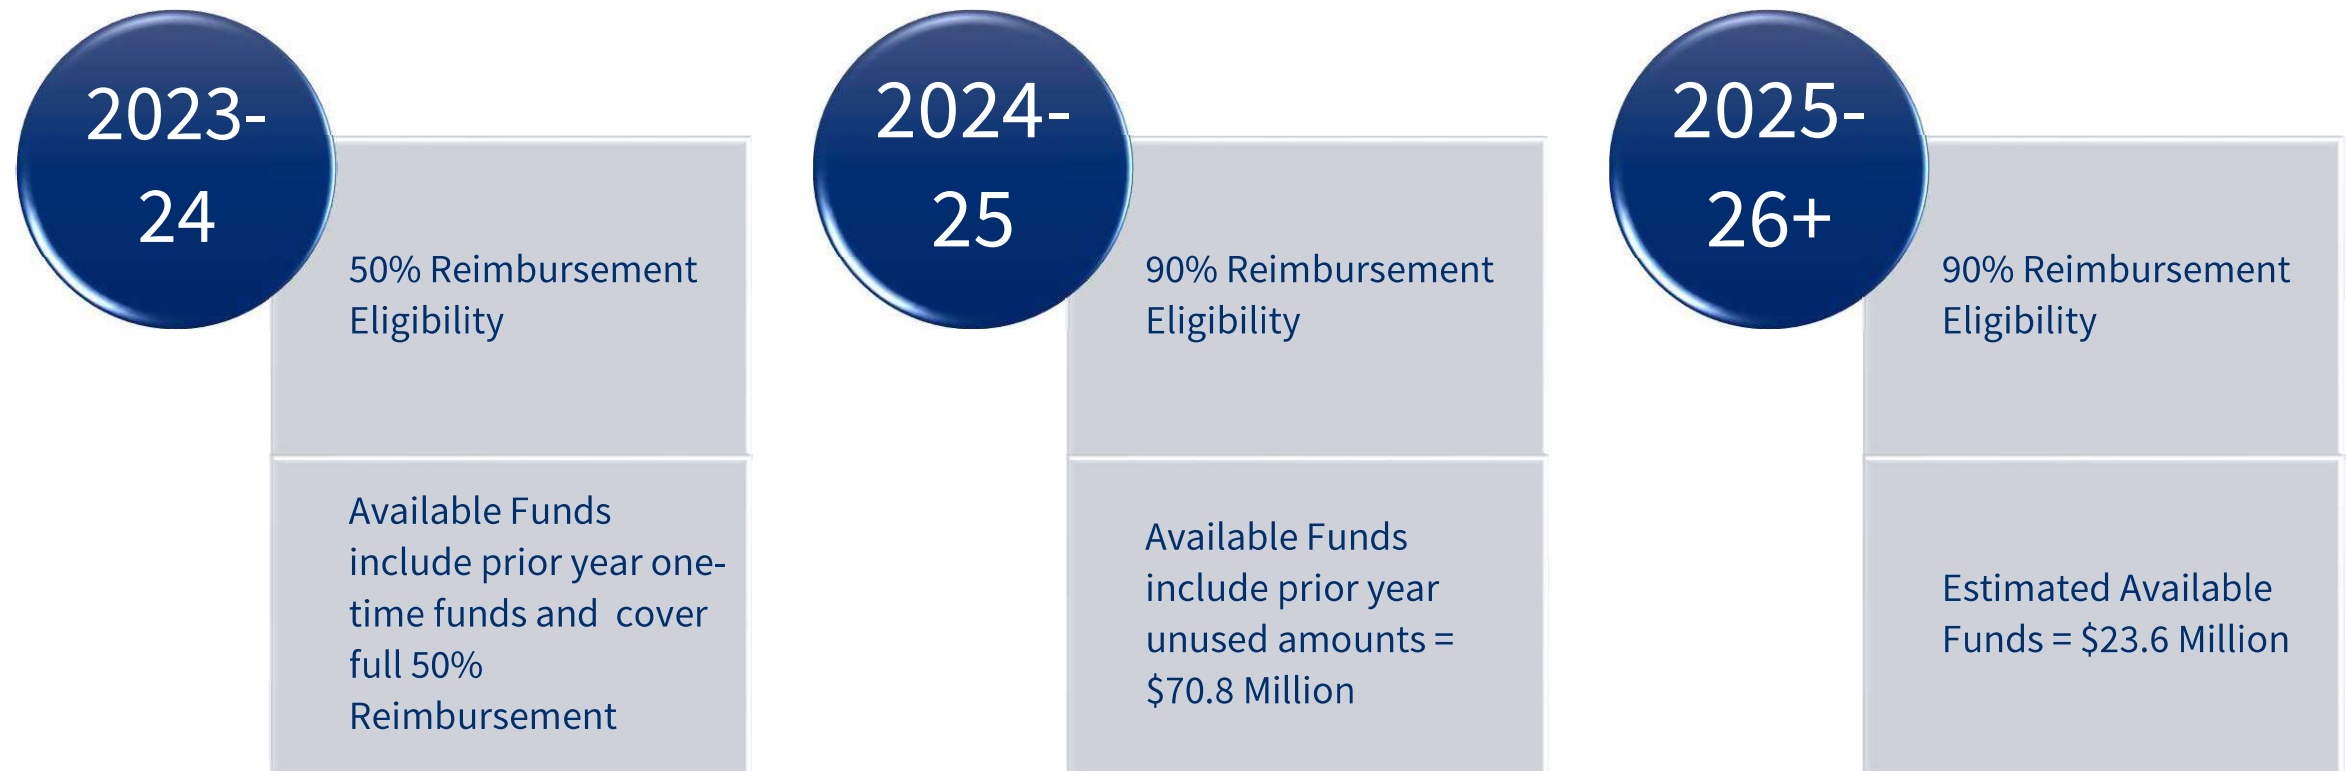 2023-
24
50% Reimbursement
Eligibility
Available Funds
include prior year one-
time funds and  cover
full 50%
Reimbursement
2024-
25
90% Reimbursement
Eligibility
Available Funds
include prior year
unused amounts =
$70.8 Million
2025-
26+
90% Reimbursement
Eligibility
Estimated Available
Funds = $23.6 Million